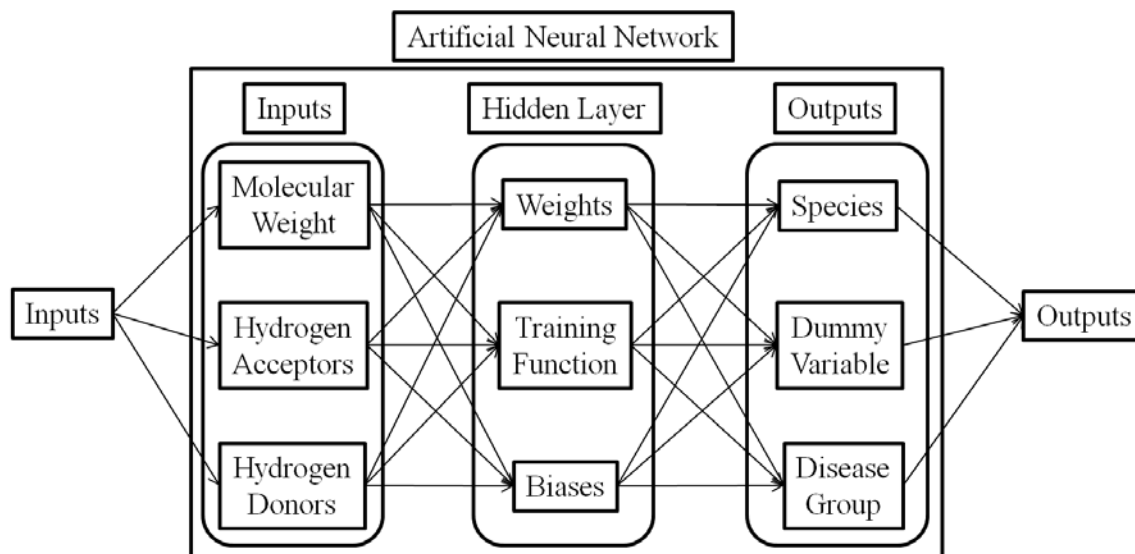 Artificial Neural Network
Inputs
Hidden Layer
Outputs
Molecular
Weight
Weights
Species
Inputs
Hydrogen
Acceptors
Training
Function
Dummy
Variable
Outputs
Hydrogen
Donors
Biases
Disease
Group